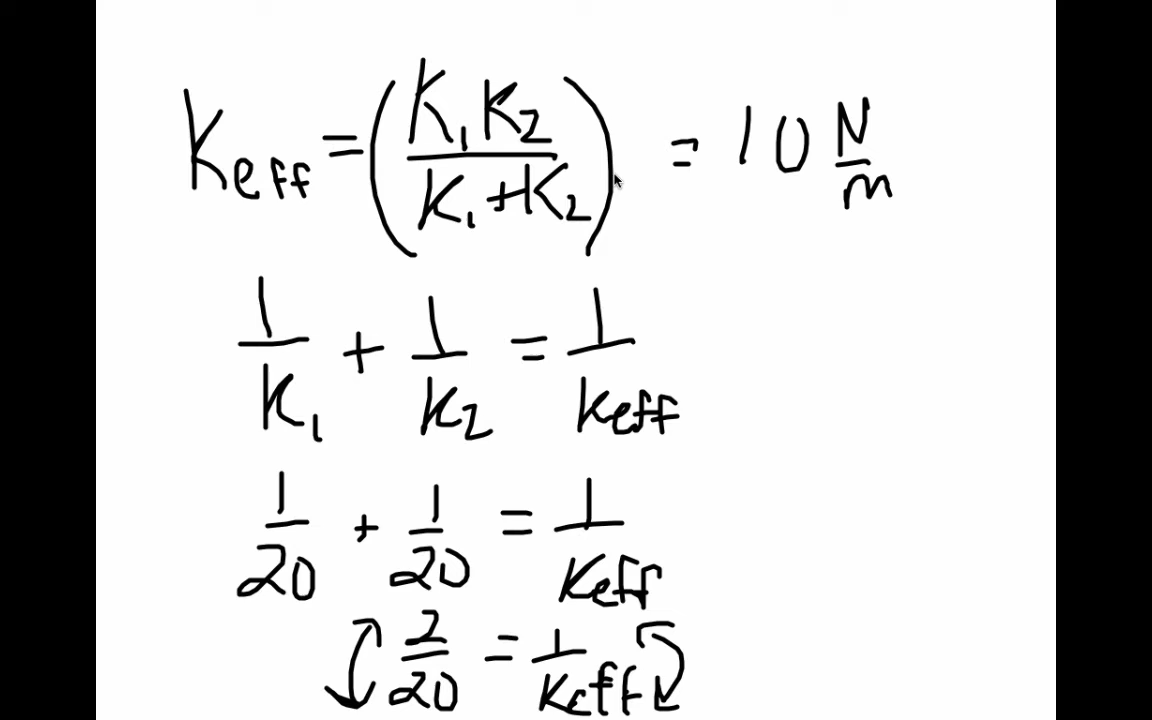 Keff = (K₁K₂ / K₁+K₂) = 10 N/m
1/K₁ + 1/K₂ = 1/Keff
1/20 + 1/20 = 1/Keff
2/20 = 1/Keff